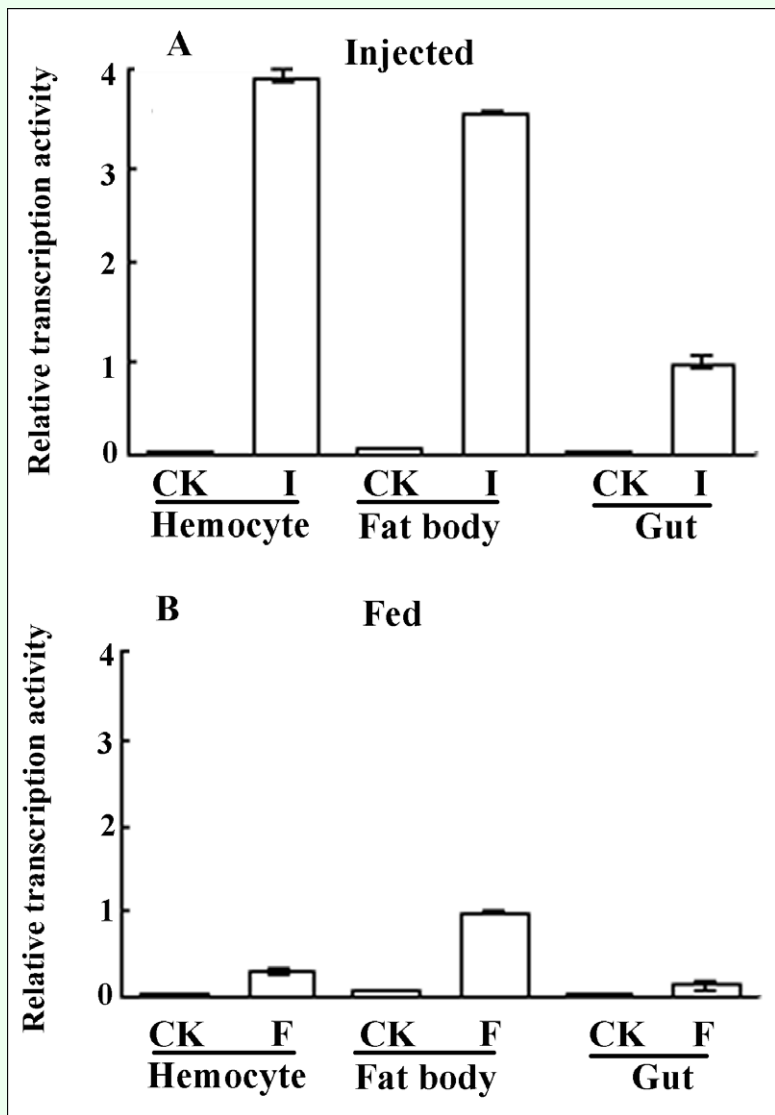 A
Injected
Relative transcription activity
4
3
2
1
0
CK I CK I CK I
Hemocyte Fat body Gut
B
Fed
Relative transcription activity
4
3
2
1
0
CK F CK F CK F
Hemocyte Fat body Gut